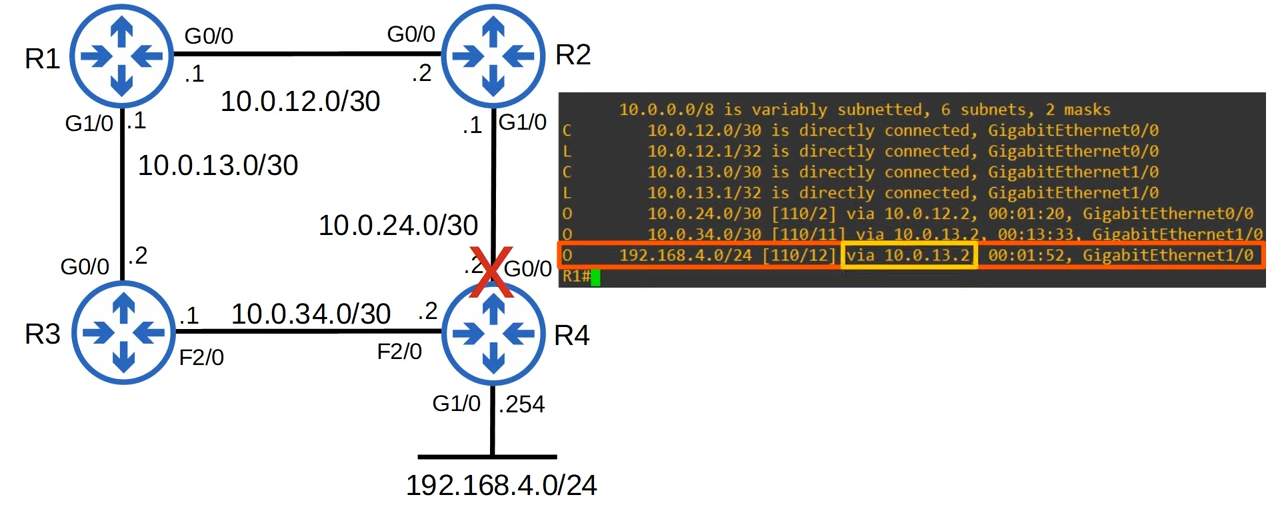 G0/0
G0/0
R1
R2
.1
.2
10.0.12.0/30
G1/0
.1
.1
G1/0
10.0.13.0/30
10.0.24.0/30
.2
G0/0
.2
G0/0
10.0.0.0/8 is variably subnetted, 6 subnets, 2 masks
C 10.0.12.0/30 is directly connected, GigabitEthernet0/0
L 10.0.12.1/32 is directly connected, GigabitEthernet0/0
C 10.0.13.0/30 is directly connected, GigabitEthernet1/0
L 10.0.13.1/32 is directly connected, GigabitEthernet1/0
O 10.0.24.0/30 [110/2] via 10.0.12.2, 00:01:20, GigabitEthernet0/0
O 10.0.34.0/30 [110/11] via 10.0.13.2, 00:13:33, GigabitEthernet1/0
O 192.168.4.0/24 [110/12] via 10.0.13.2, 00:01:52, GigabitEthernet1/0
R1#
R3
.1
10.0.34.0/30
.2
R4
F2/0
F2/0
G1/0
.254
192.168.4.0/24